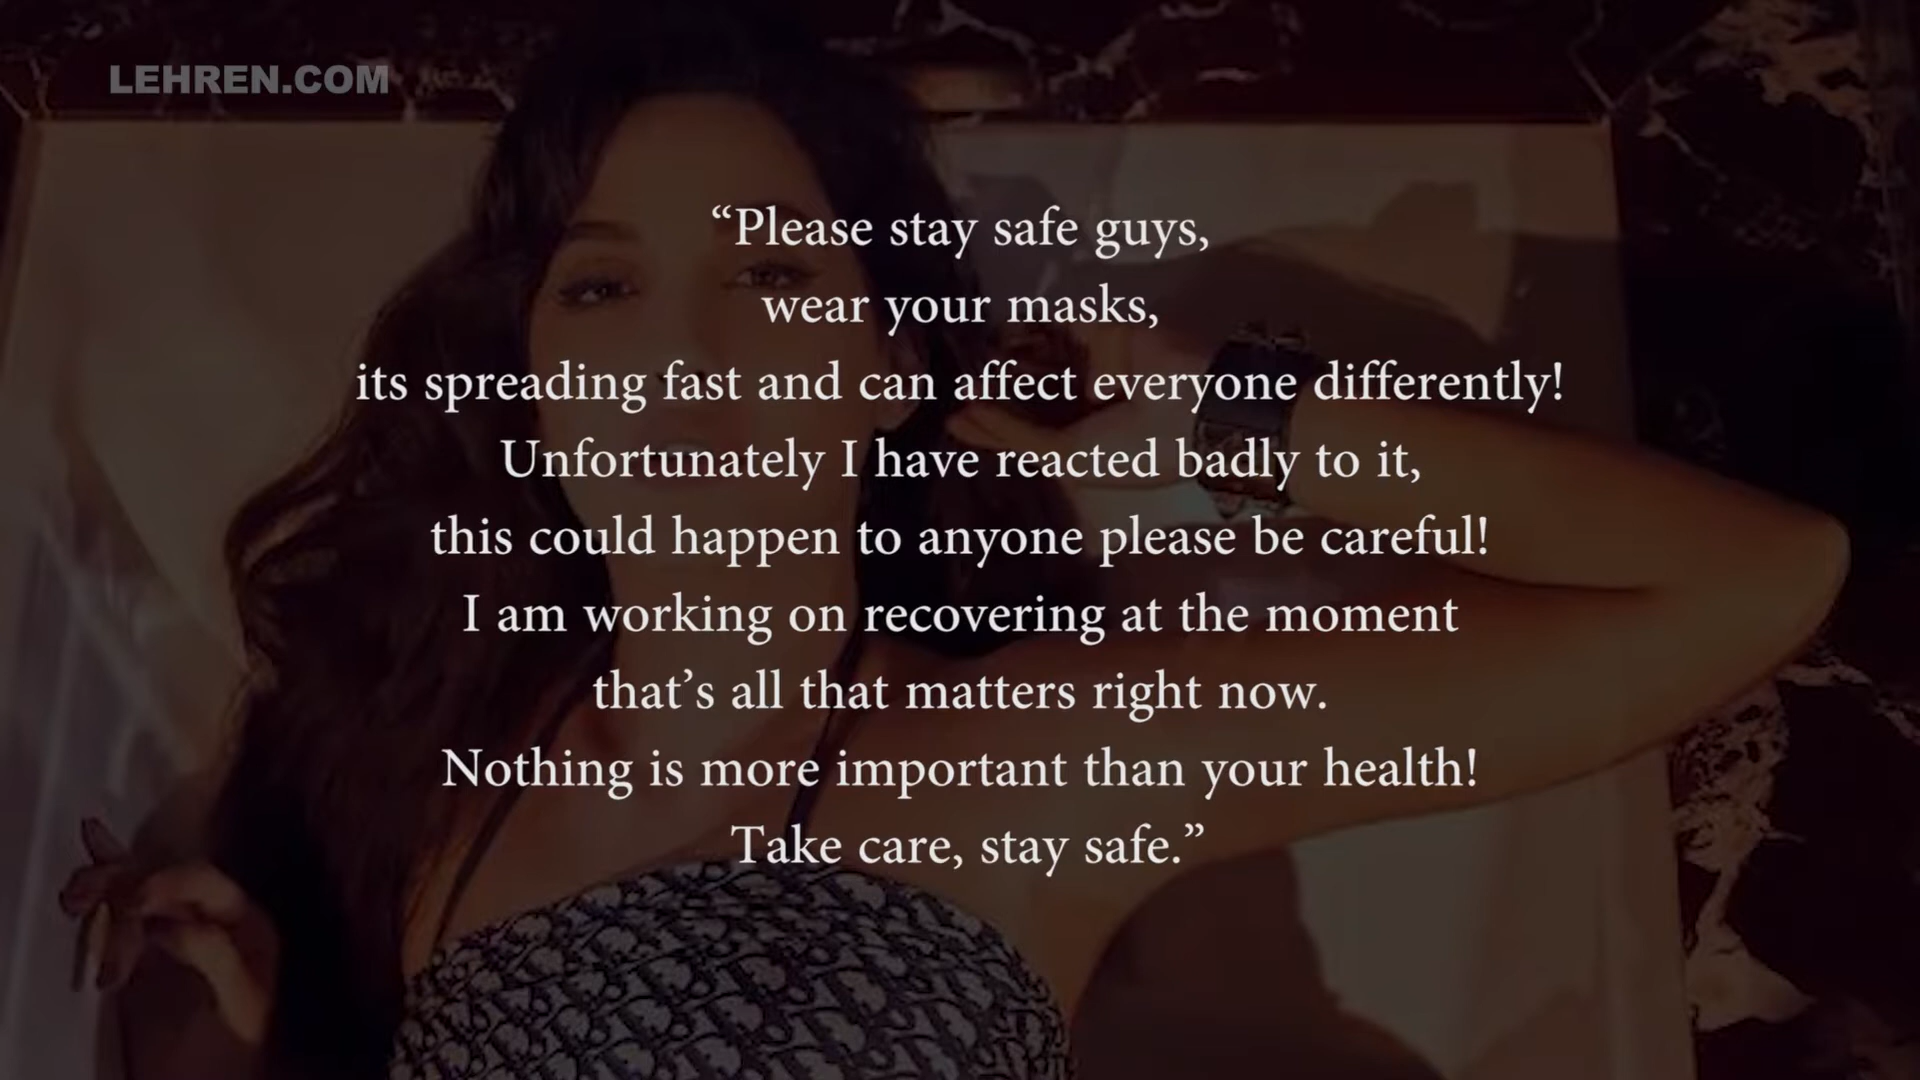 LEHREN.COM
“Please stay safe guys,
wear your masks,
its spreading fast and can affect everyone differently!
Unfortunately I have reacted badly to it,
this could happen to anyone please be careful!
I am working on recovering at the moment
that’s all that matters right now.
Nothing is more important than your health!
Take care, stay safe.”